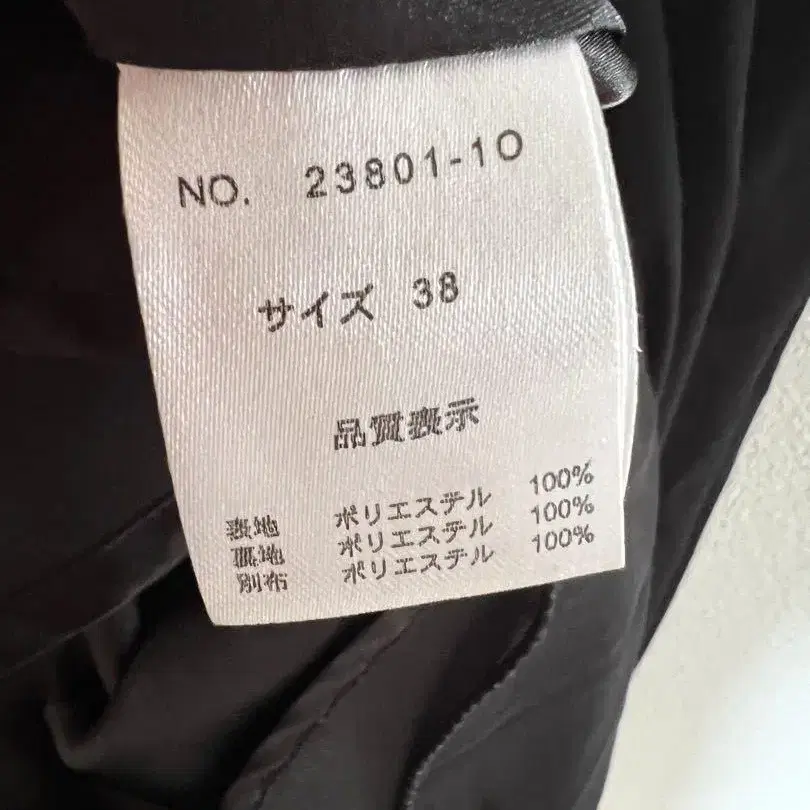 NO. 23801-10
サイズ 38
品質表示
表地 ポリエステル 100%
裏地 ポリエステル 100%
別布 ポリエステル 100%